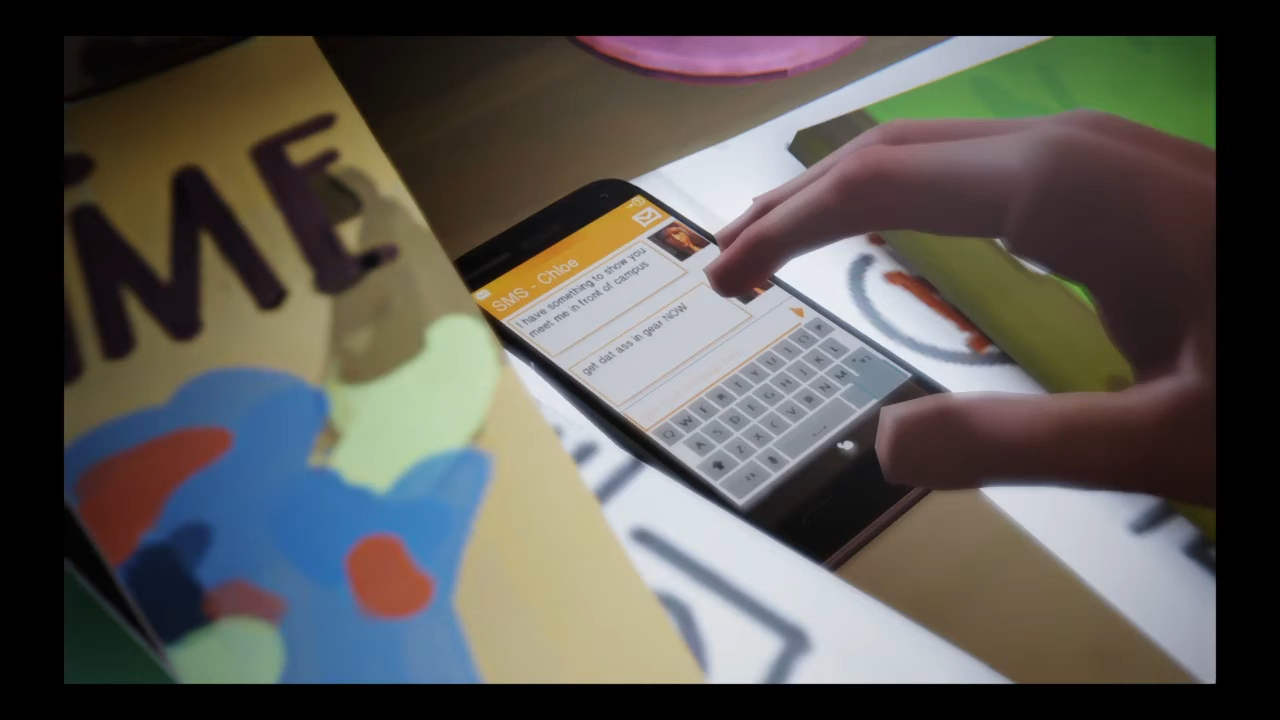 iME
SMS - Chloe
I have something to show you
meet me in front of campus
get dat ass in gear NOW
Q W E R T Y U I O P
A S D F G H J K L
Z X C V B N M